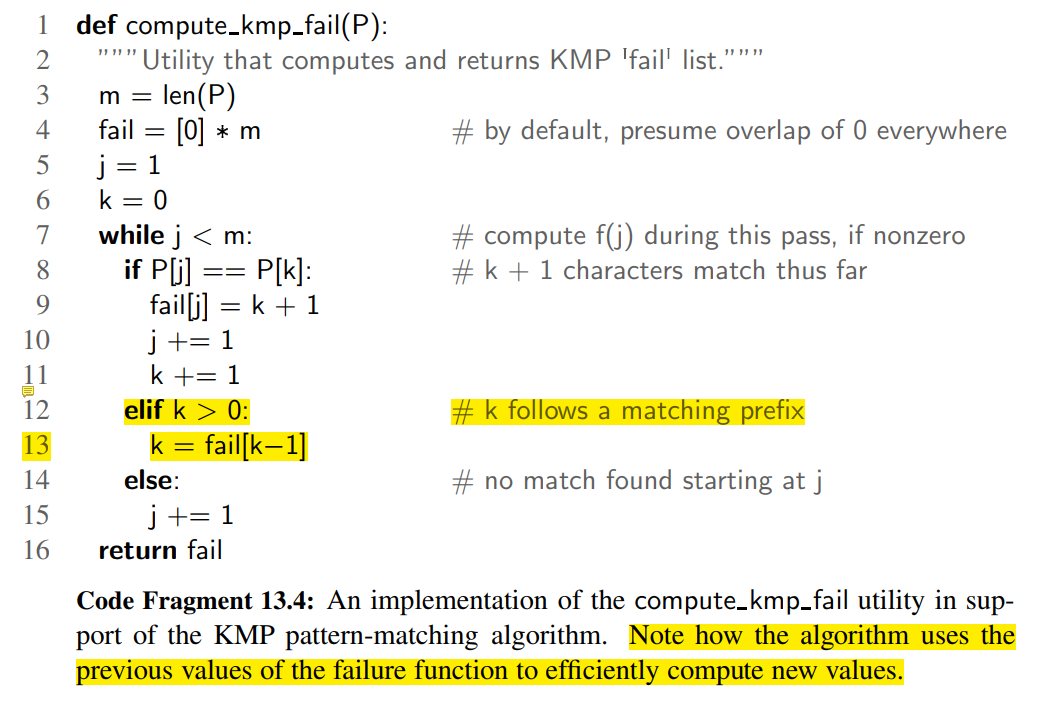 1 def compute_kmp_fail(P):
2 """Utility that computes and returns KMP 'fail' list."""
3 m = len(P)
4 fail = [0] * m # by default, presume overlap of 0 everywhere
5 j = 1
6 k = 0
7 while j < m: # compute f(j) during this pass, if nonzero
8 if P[j] == P[k]: # k + 1 characters match thus far
9 fail[j] = k + 1
10 j += 1
11 k += 1
12 elif k > 0: # k follows a matching prefix
13 k = fail[k−1]
14 else: # no match found starting at j
15 j += 1
16 return fail
Code Fragment 13.4: An implementation of the compute_kmp_fail utility in sup-
port of the KMP pattern-matching algorithm. Note how the algorithm uses the
previous values of the failure function to efficiently compute new values.